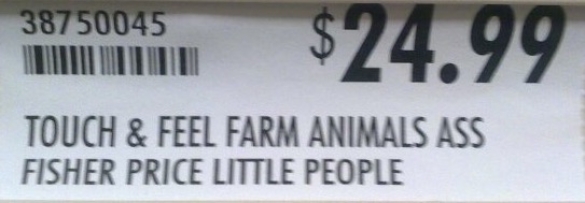 38750045
$24.99
TOUCH & FEEL FARM ANIMALS ASS
FISHER PRICE LITTLE PEOPLE